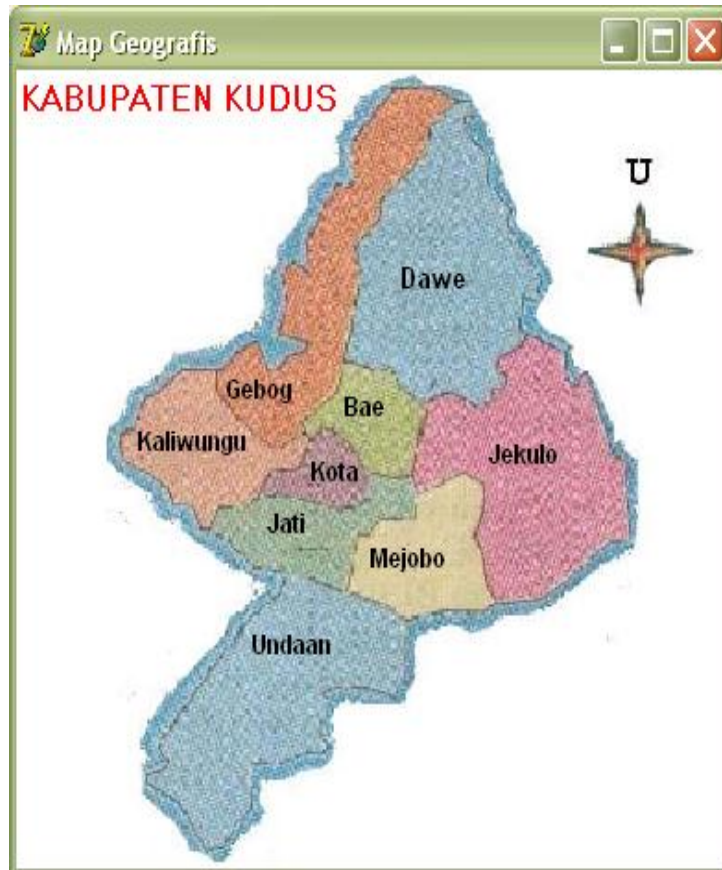 Map Geografis
KABUPATEN KUDUS
U
Dawe
Gebog
Bae
Kaliwungu
Jekulo
Kota
Jati
Mejobo
Undaan